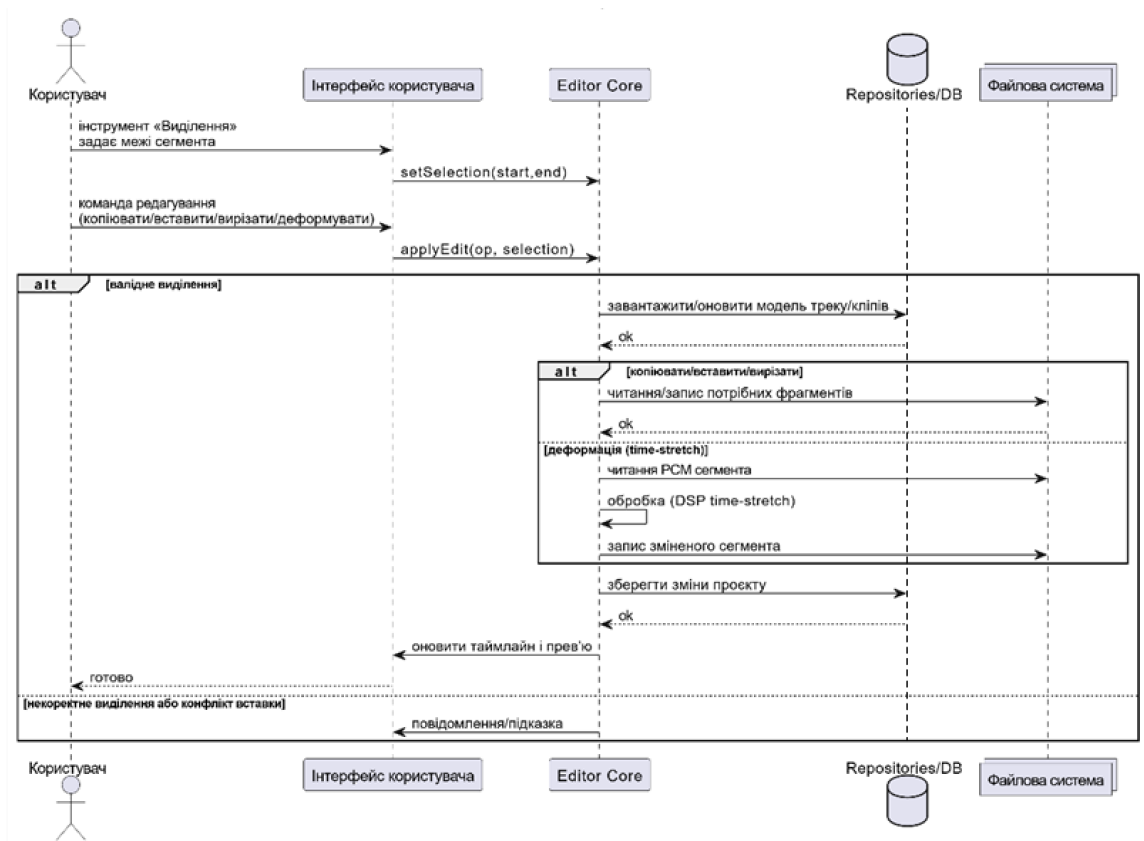 Користувач
Інтерфейс користувача
Editor Core
Repositories/DB
Файлова система
інструмент «Виділення»
задає межі сегмента
setSelection(start,end)
команда редагування
(копіювати/вставити/вирізати/деформувати)
applyEdit(op, selection)
alt
[валідне виділення]
завантажити/оновити модель треку/кліпів
ok
alt
[копіювати/вставити/вирізати]
читання/запис потрібних фрагментів
ok
[деформація (time-stretch)]
читання PCM сегмента
обробка (DSP time-stretch)
запис зміненого сегмента
зберегти зміни проєкту
ok
оновити таймлайн і прев'ю
готово
[некоректне виділення або конфлікт вставки]
повідомлення/підказка
Користувач
Інтерфейс користувача
Editor Core
Repositories/DB
Файлова система